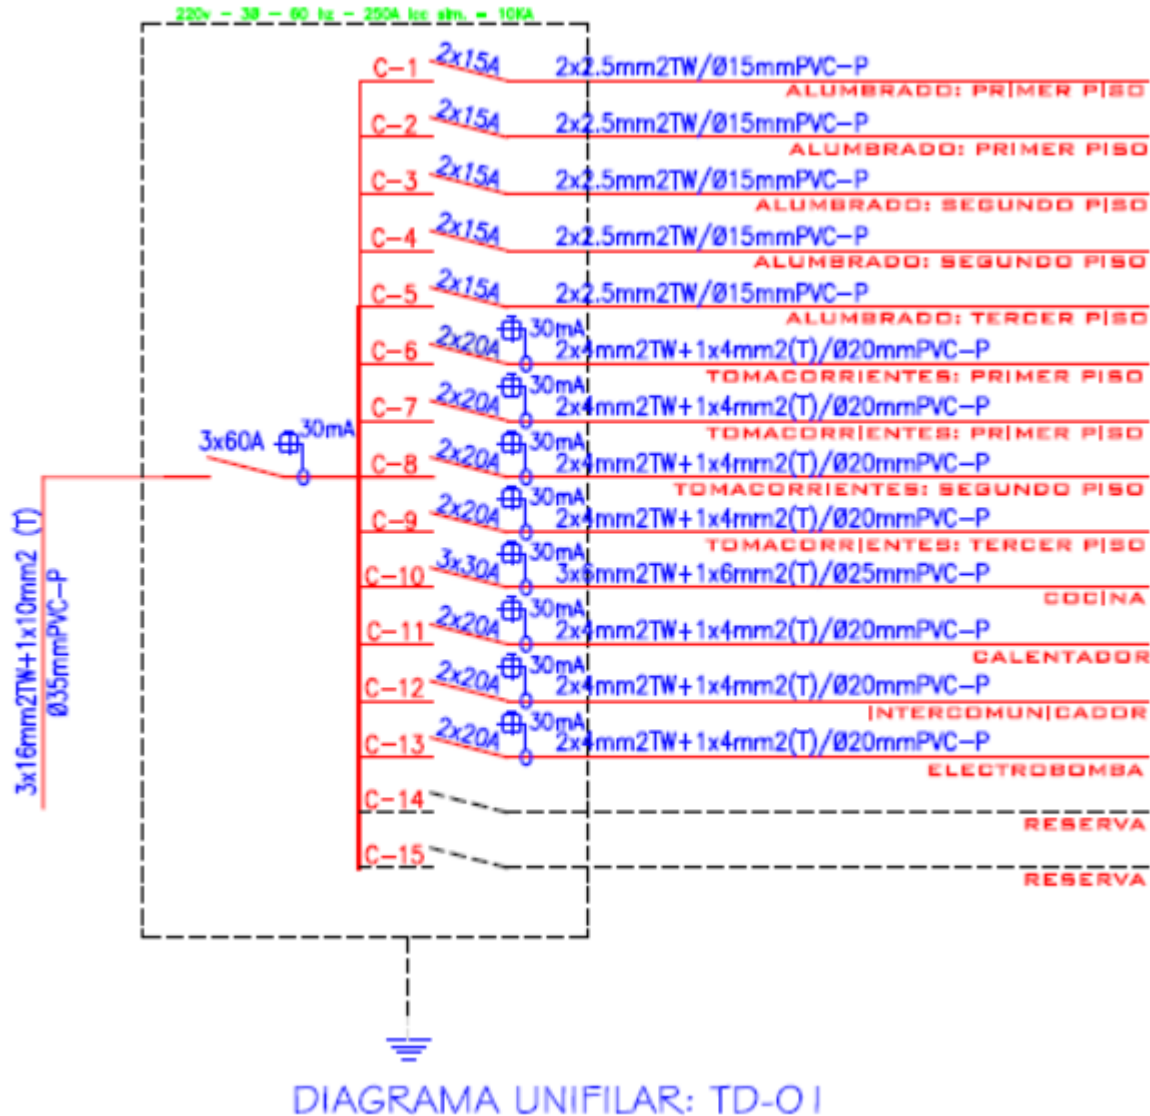 220v - 3Ø - 60 hz - 250A Icc sim. = 10KA
C-1 2x15A 2x2.5mm2TW/Ø15mmPVC-P
ALUMBRADO: PRIMER PISO
C-2 2x15A 2x2.5mm2TW/Ø15mmPVC-P
ALUMBRADO: PRIMER PISO
C-3 2x15A 2x2.5mm2TW/Ø15mmPVC-P
ALUMBRADO: SEGUNDO PISO
C-4 2x15A 2x2.5mm2TW/Ø15mmPVC-P
ALUMBRADO: SEGUNDO PISO
C-5 2x15A 2x2.5mm2TW/Ø15mmPVC-P
ALUMBRADO: TERCER PISO
C-6 2x20A 30mA 2x4mm2TW+1x4mm2(T)/Ø20mmPVC-P
TOMACORRIENTES: PRIMER PISO
C-7 2x20A 30mA 2x4mm2TW+1x4mm2(T)/Ø20mmPVC-P
TOMACORRIENTES: PRIMER PISO
3x60A 30mA
C-8 2x20A 30mA 2x4mm2TW+1x4mm2(T)/Ø20mmPVC-P
TOMACORRIENTES: SEGUNDO PISO
C-9 2x20A 30mA 2x4mm2TW+1x4mm2(T)/Ø20mmPVC-P
TOMACORRIENTES: TERCER PISO
C-10 3x30A 30mA 3x6mm2TW+1x6mm2(T)/Ø25mmPVC-P
COCINA
C-11 2x20A 30mA 2x4mm2TW+1x4mm2(T)/Ø20mmPVC-P
CALENTADOR
C-12 2x20A 30mA 2x4mm2TW+1x4mm2(T)/Ø20mmPVC-P
INTERCOMUNICADOR
C-13 2x20A 30mA 2x4mm2TW+1x4mm2(T)/Ø20mmPVC-P
ELECTROBOMBA
C-14
RESERVA
C-15
RESERVA
3x16mm2TW+1x10mm2 (T)
Ø35mmPVC-P
DIAGRAMA UNIFILAR: TD-01